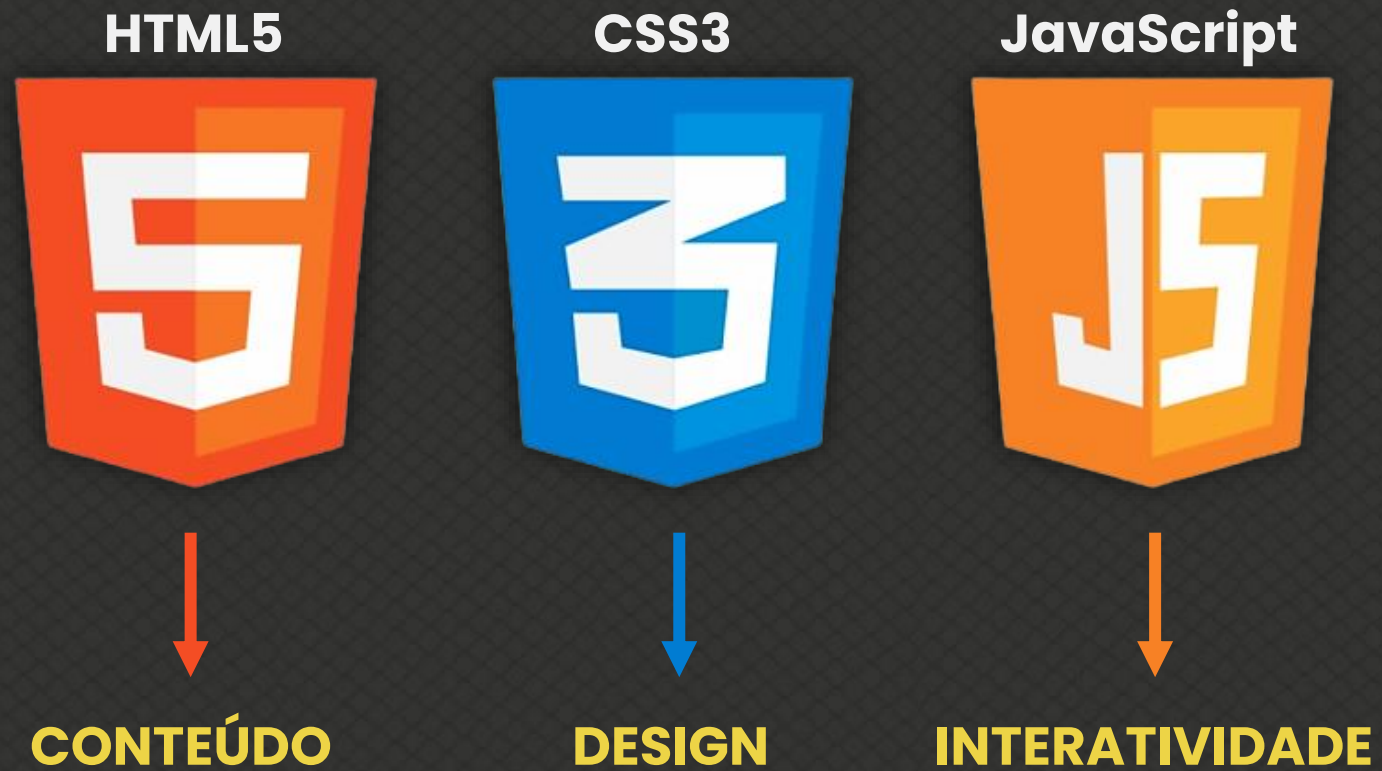 HTML5
CSS3
JavaScript
5
3
JS
CONTEÚDO
DESIGN
INTERATIVIDADE